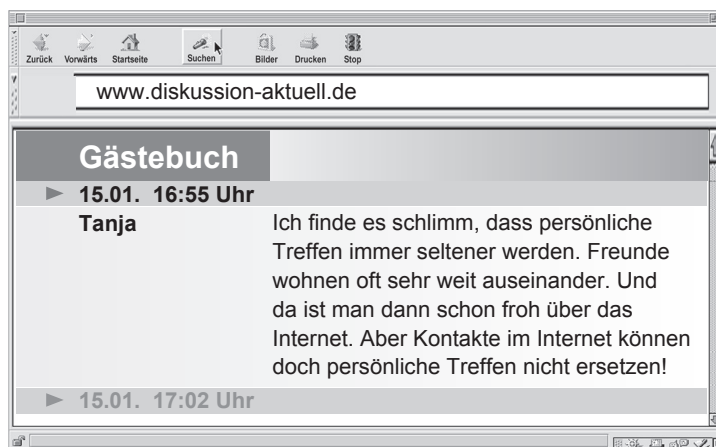 Zurück Vorwärts Startseite Suchen Bilder Drucken Stop
www.diskussion-aktuell.de
Gästebuch
15.01. 16:55 Uhr
Tanja
Ich finde es schlimm, dass persönliche
Treffen immer seltener werden. Freunde
wohnen oft sehr weit auseinander. Und
da ist man dann schon froh über das
Internet. Aber Kontakte im Internet können
doch persönliche Treffen nicht ersetzen!
15.01. 17:02 Uhr